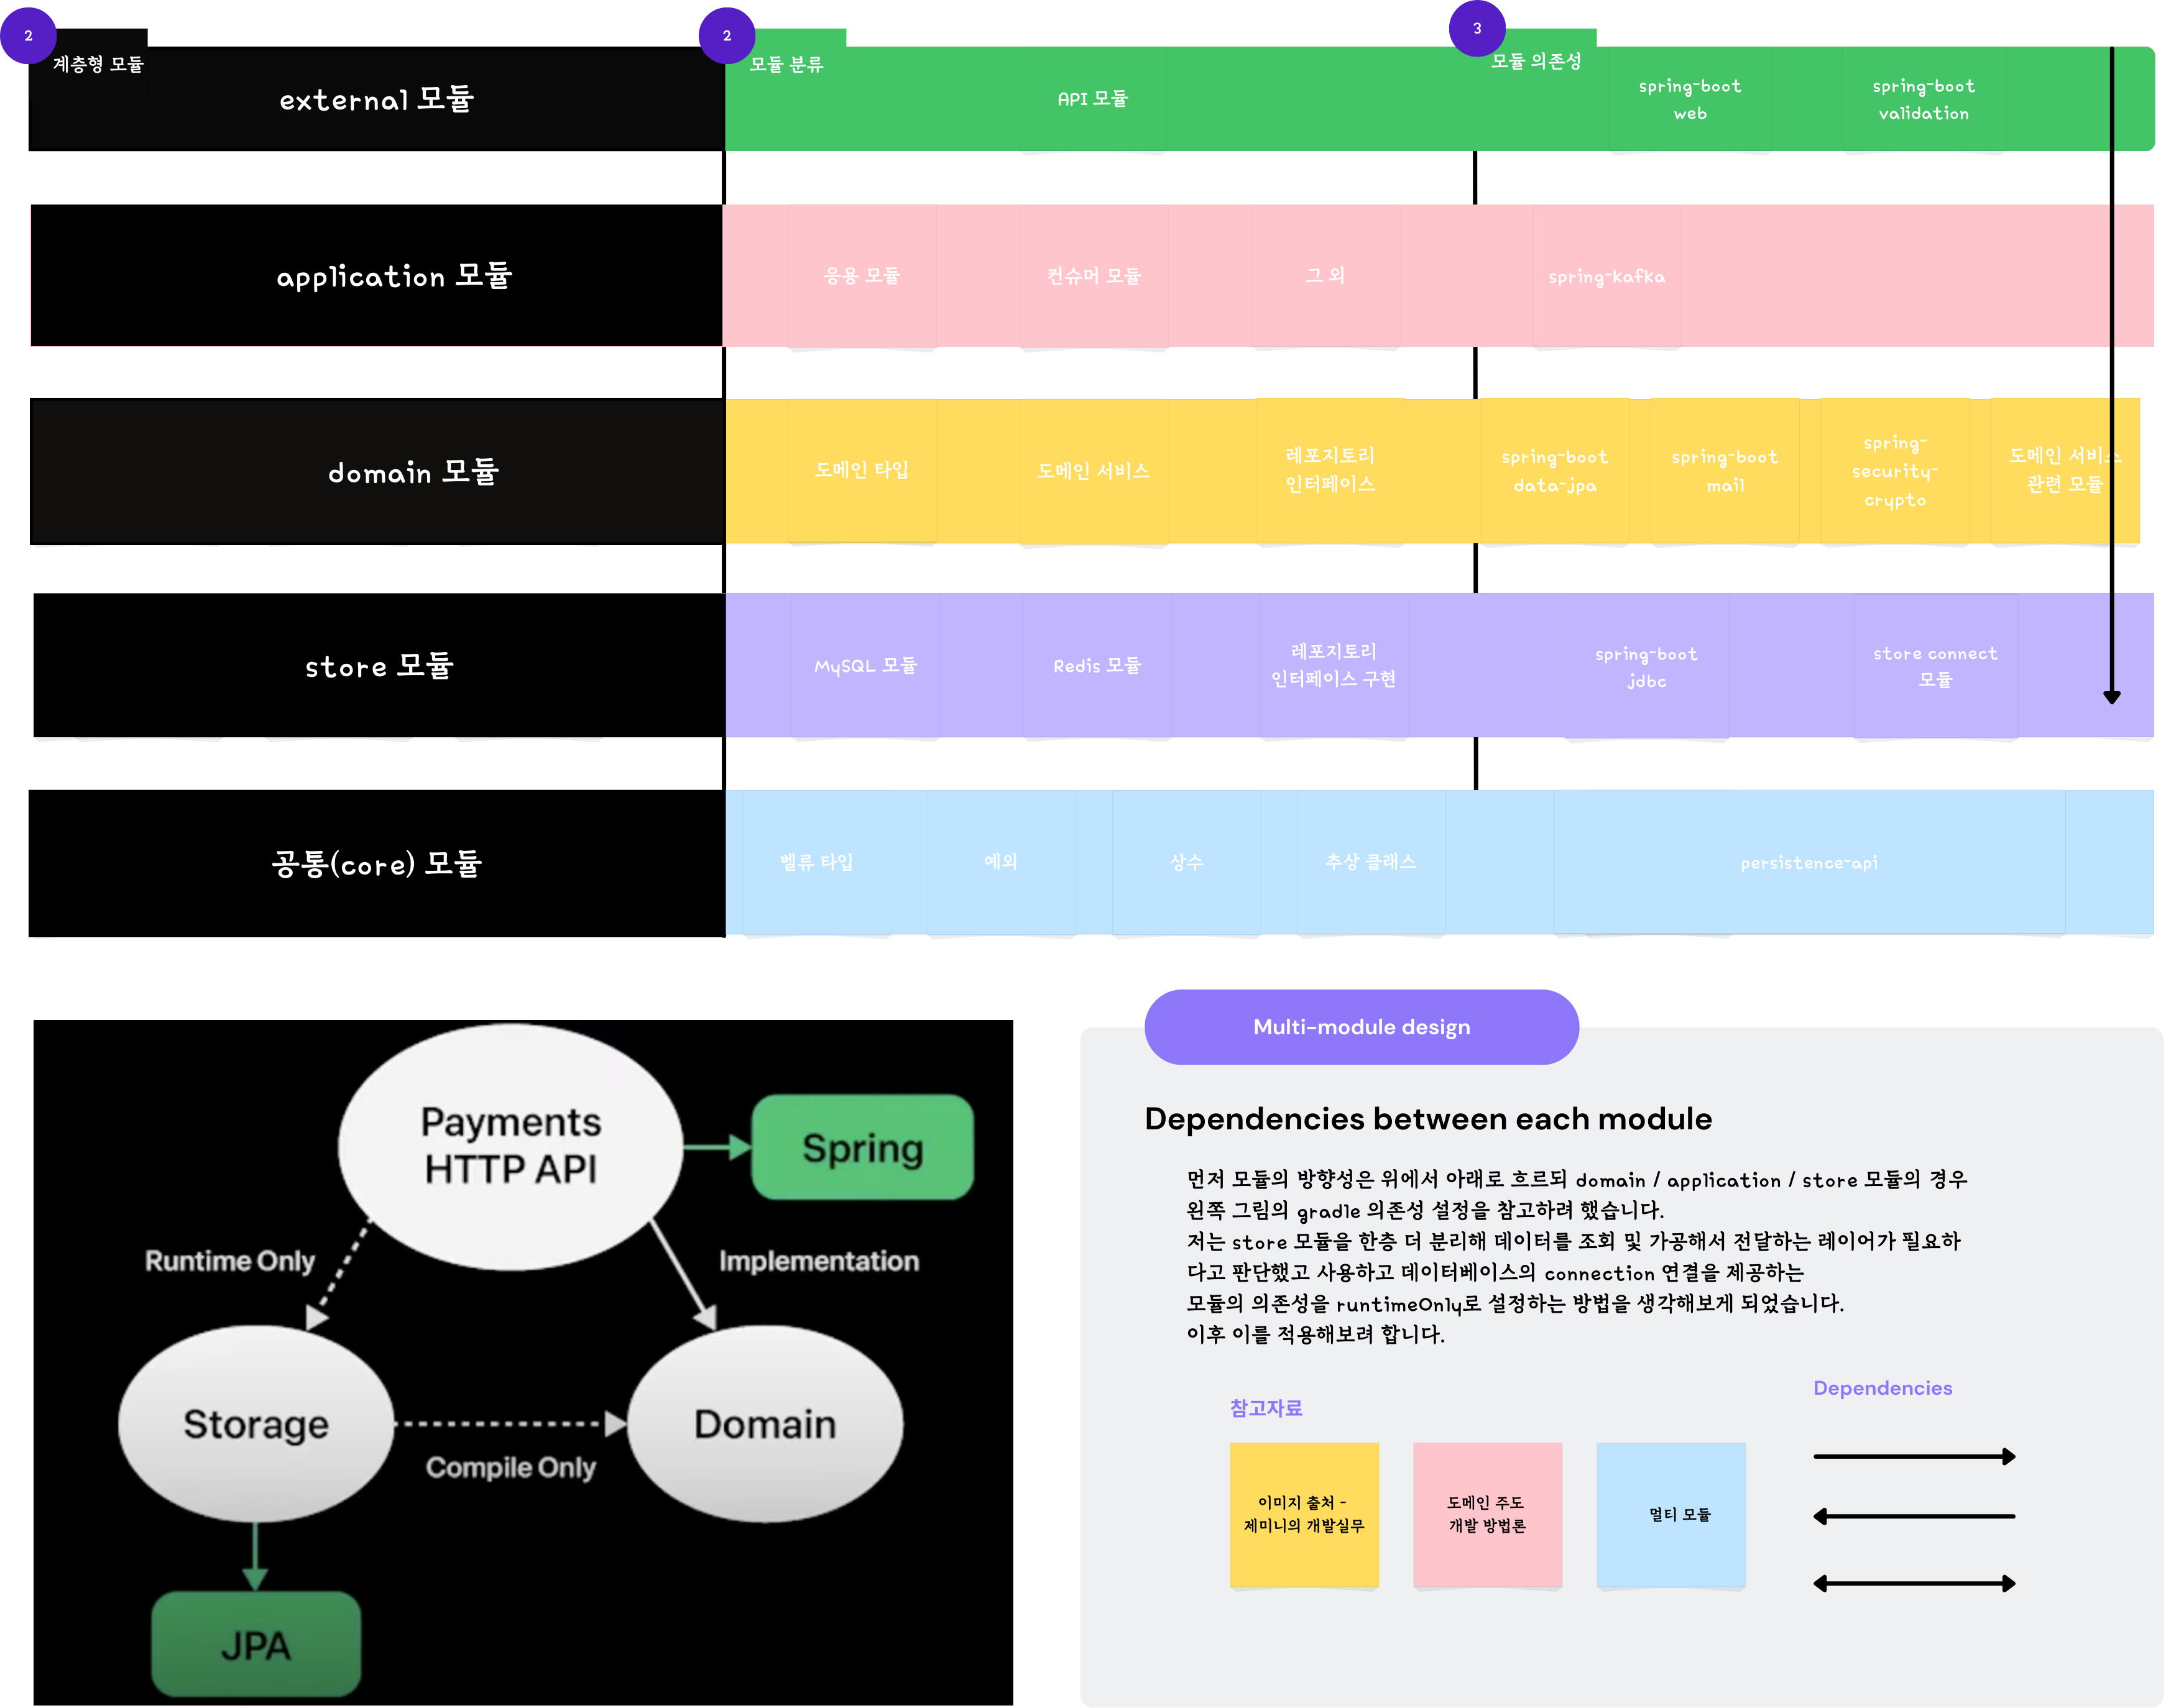 2
계층형 모듈
external 모듈
2
모듈 분류
API 모듈
3
모듈 의존성
spring-boot
web
spring-boot
validation
application 모듈
응용 모듈
컨슈머 모듈
그 외
spring-kafka
domain 모듈
도메인 타입
도메인 서비스
레포지토리
인터페이스
spring-boot
data-jpa
spring-boot
mail
spring-
security-
crypto
도메인 서비스
관련 모듈
store 모듈
MySQL 모듈
Redis 모듈
레포지토리
인터페이스 구현
spring-boot
jdbc
store connect
모듈
공통(core) 모듈
벨류 타입
예외
상수
추상 클래스
persistence-api
Payments
HTTP API
Spring
Runtime Only
Implementation
Storage
Domain
Compile Only
JPA
Multi-module design
Dependencies between each module
먼저 모듈의 방향성은 위에서 아래로 흐르되 domain / application / store 모듈의 경우
왼쪽 그림의 gradle 의존성 설정을 참고하려 했습니다.
저는 store 모듈을 한층 더 분리해 데이터를 조회 및 가공해서 전달하는 레이어가 필요하
다고 판단했고 사용하고 데이터베이스의 connection 연결을 제공하는
모듈의 의존성을 runtimeOnly로 설정하는 방법을 생각해보게 되었습니다.
이후 이를 적용해보려 합니다.
참고자료
이미지 출처 -
제미니의 개발실무
도메인 주도
개발 방법론
멀티 모듈
Dependencies